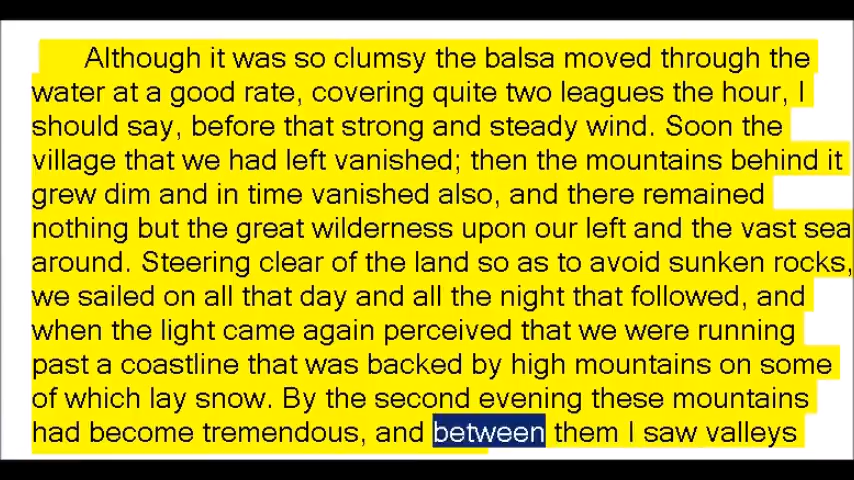 Although it was so clumsy the balsa moved through the
water at a good rate, covering quite two leagues the hour, I
should say, before that strong and steady wind. Soon the
village that we had left vanished; then the mountains behind it
grew dim and in time vanished also, and there remained
nothing but the great wilderness upon our left and the vast sea
around. Steering clear of the land so as to avoid sunken rocks,
we sailed on all that day and all the night that followed, and
when the light came again perceived that we were running
past a coastline that was backed by high mountains on some
of which lay snow. By the second evening these mountains
had become tremendous, and between them I saw valleys